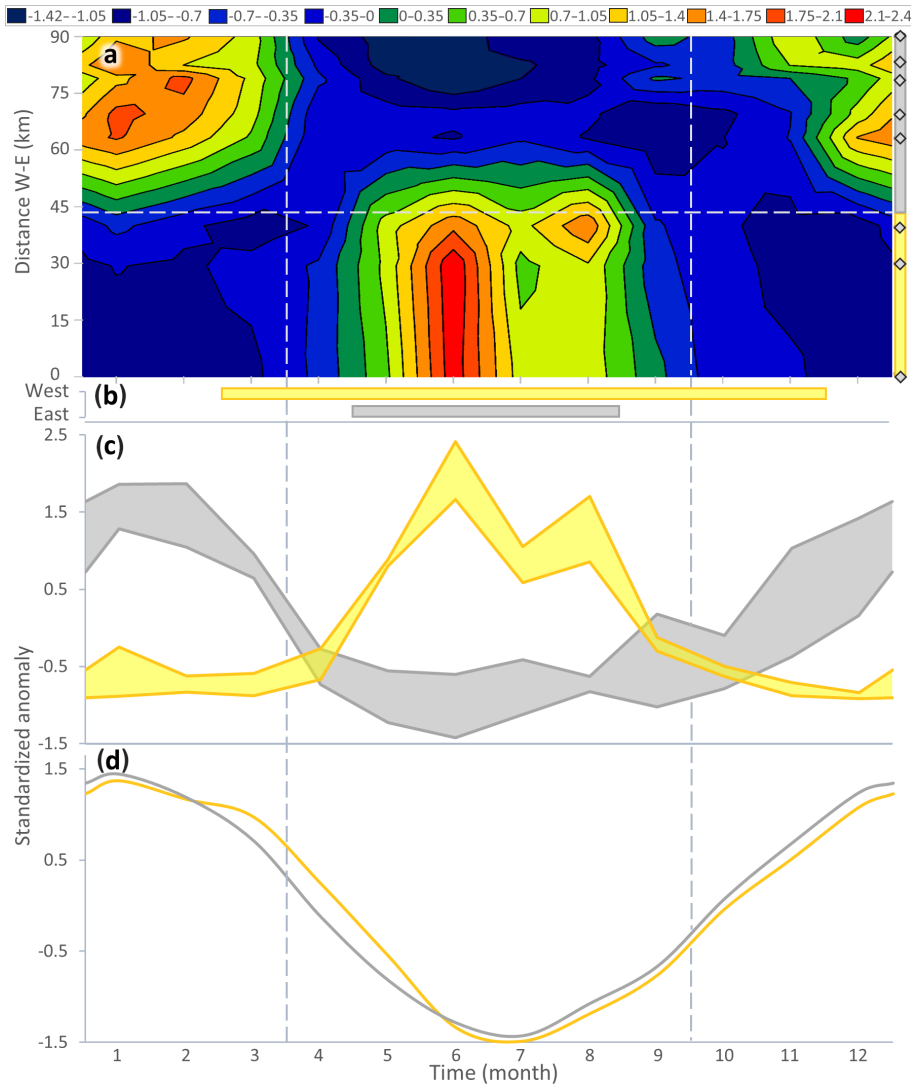 -1.42--1.05 -1.05--0.7 -0.7--0.35 -0.35-0 0-0.35 0.35-0.7 0.7-1.05 1.05-1.4 1.4-1.75 1.75-2.1 2.1-2.4
a
90
75
60
45
30
15
0
Distance W-E (km)
West
East
(b)
(c)
2.5
1.5
0.5
-0.5
-1.5
Standardized anomaly
(d)
1.5
0.5
-0.5
-1.5
1 2 3 4 5 6 7 8 9 10 11 12
Time (month)